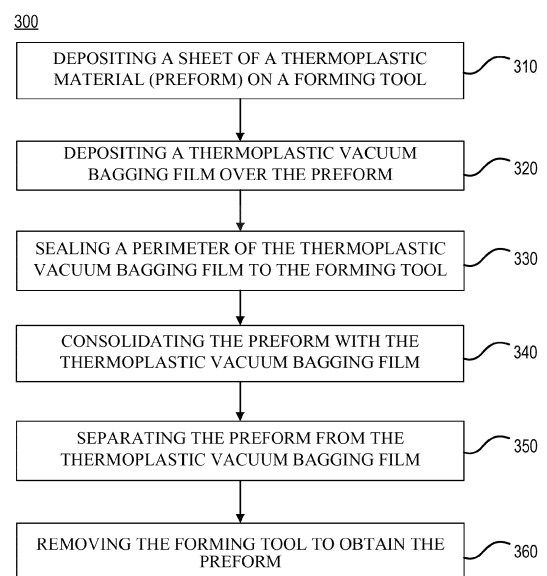 300
DEPOSITING A SHEET OF A THERMOPLASTIC
MATERIAL (PREFORM) ON A FORMING TOOL
310
DEPOSITING A THERMOPLASTIC VACUUM
BAGGING FILM OVER THE PREFORM
320
SEALING A PERIMETER OF THE THERMOPLASTIC
VACUUM BAGGING FILM TO THE FORMING TOOL
330
CONSOLIDATING THE PREFORM WITH THE
THERMOPLASTIC VACUUM BAGGING FILM
340
SEPARATING THE PREFORM FROM THE
THERMOPLASTIC VACUUM BAGGING FILM
350
REMOVING THE FORMING TOOL TO OBTAIN THE
PREFORM
360